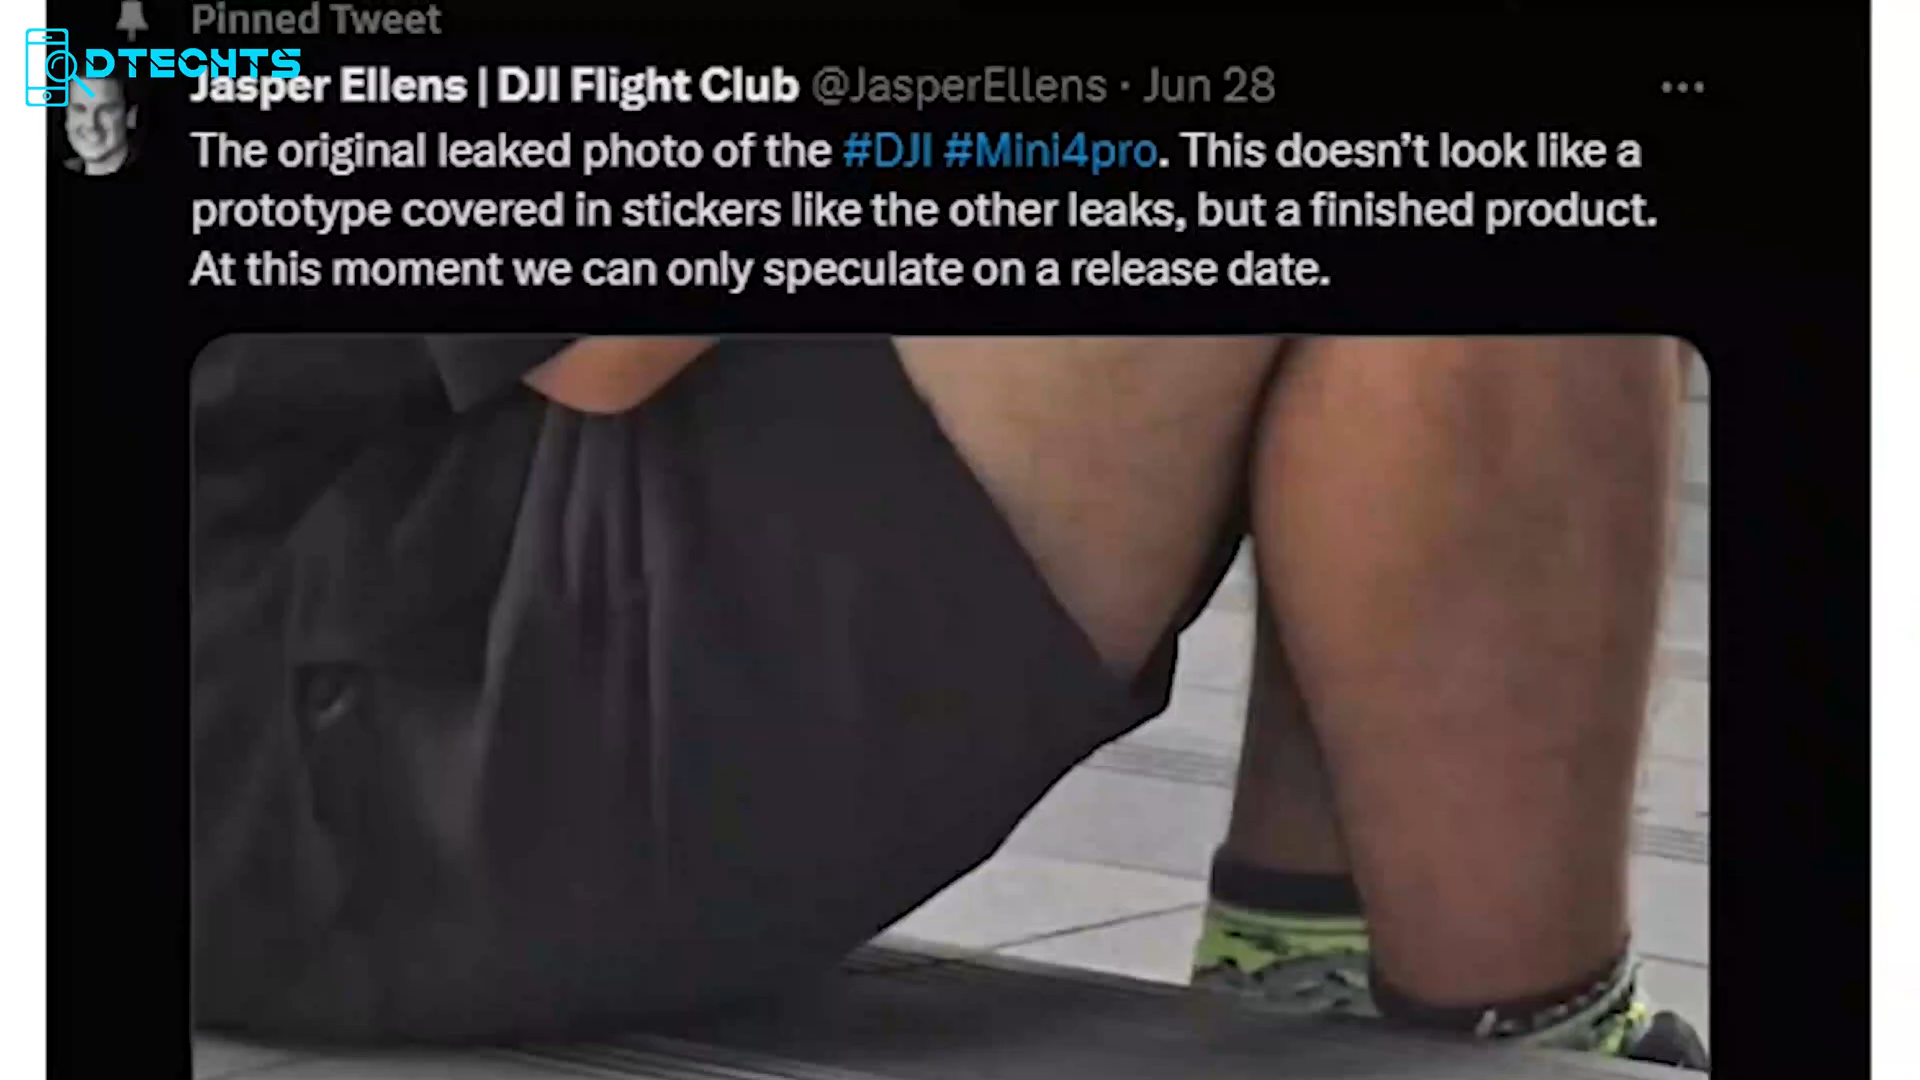 Pinned Tweet
DTECHTS
Jasper Ellens | DJI Flight Club @JasperEllens · Jun 28
The original leaked photo of the #DJI #Mini4pro. This doesn’t look like a
prototype covered in stickers like the other leaks, but a finished product.
At this moment we can only speculate on a release date.